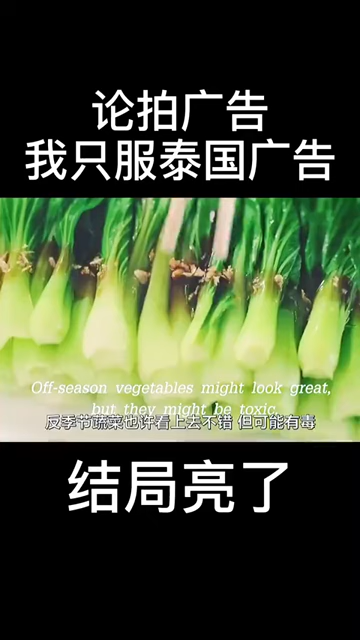 论拍广告
我只服泰国广告
Off-season vegetables might look great,
but they might be toxic.
反季节蔬菜也许看上去不错 但可能有毒
结局亮了